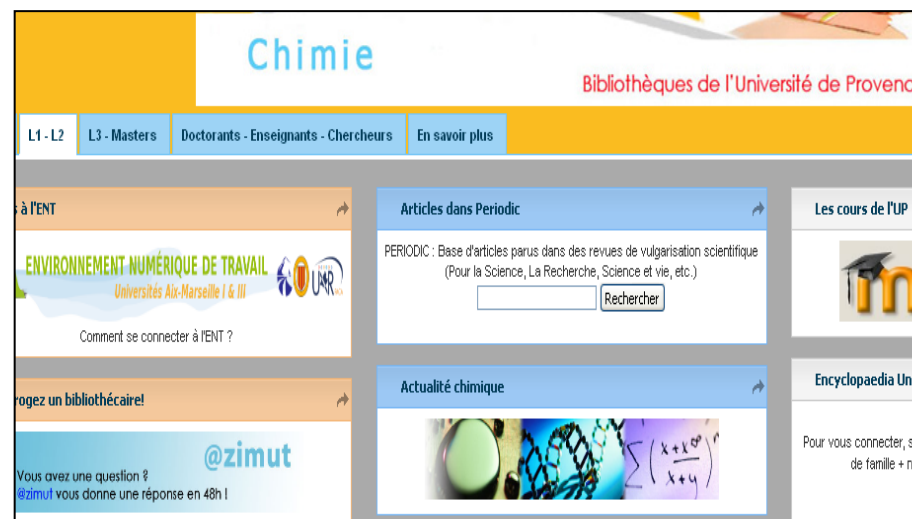 Chimie
Bibliothèques de l'Université de
L1 - L2 L3 - Masters Doctorants - Enseignants - Chercheurs En savoir plus
à l'ENT
ENVIRONNEMENT NUMÉRIQUE DE TRAVAIL
Universités Aix-Marseille I & III
Comment se connecter à l'ENT ?
un bibliothécaire!
@zimut
Vous avez une question ?
@zimut vous donne une réponse en 48h !
Articles dans Periodic
PERIODIC : Base d'articles parus dans des revues de vulgarisation scientifique
(Pour la Science, La Recherche, Science et vie, etc.)
Rechercher
Actualité chimique
Les cours de l'UP
Encyclopaedia
Pour vous connecter,
de famille +